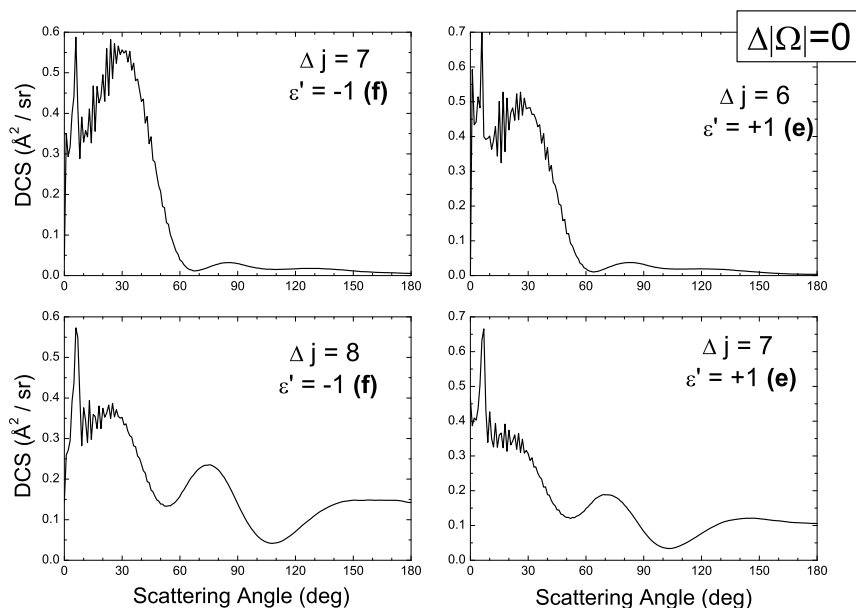 Δ|Ω|=0
0.6
0.5
0.4
0.3
0.2
0.1
0.0
DCS (Å² / sr)
Δ j = 7
ε' = -1 (f)
0 30 60 90 120 150 180
0.7
0.6
0.5
0.4
0.3
0.2
0.1
0.0
Δ j = 6
ε' = +1 (e)
0 30 60 90 120 150 180
0.6
0.5
0.4
0.3
0.2
0.1
0.0
DCS (Å² / sr)
Δ j = 8
ε' = -1 (f)
0 30 60 90 120 150 180
Scattering Angle (deg)
0.7
0.6
0.5
0.4
0.3
0.2
0.1
0.0
Δ j = 7
ε' = +1 (e)
0 30 60 90 120 150 180
Scattering Angle (deg)